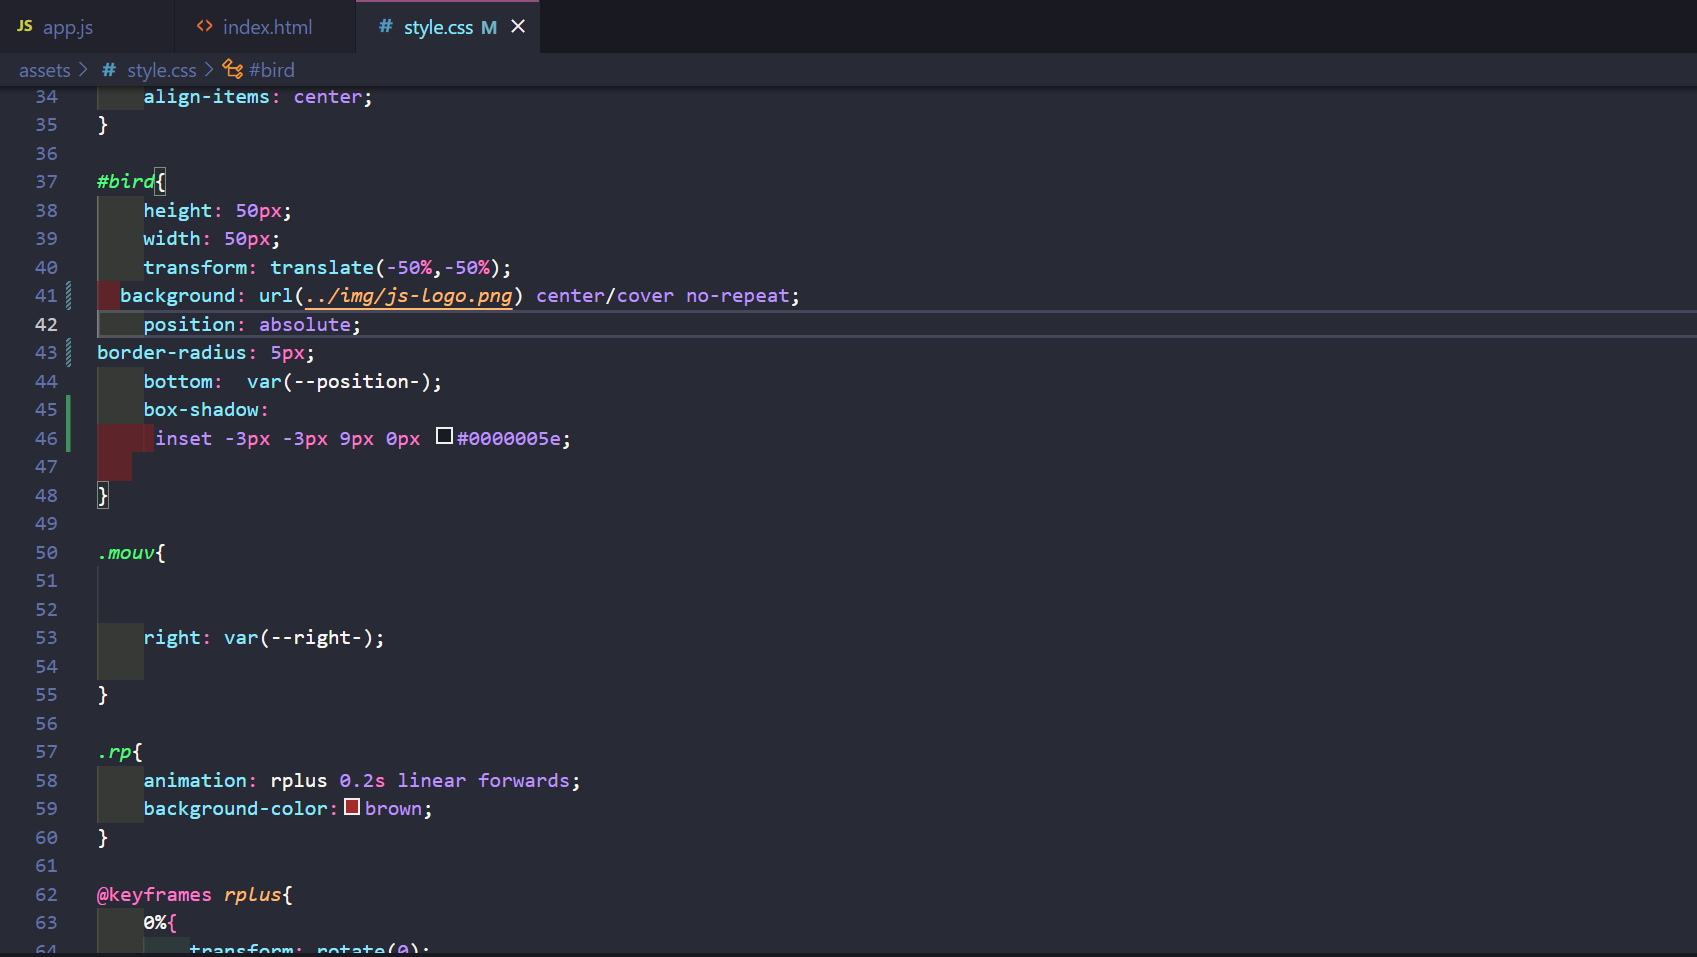 JS app.js <> index.html # style.css M ×
assets > # style.css > #bird
34 align-items: center;
35 }
36
37 #bird{
38 height: 50px;
39 width: 50px;
40 transform: translate(-50%,-50%);
41 background: url(../img/js-logo.png) center/cover no-repeat;
42 position: absolute;
43 border-radius: 5px;
44 bottom:  var(--position-);
45 box-shadow:
46 inset -3px -3px 9px 0px #0000005e;
47
48 }
49
50 .mouv{
51
52
53 right: var(--right-);
54
55 }
56
57 .rp{
58 animation: rplus 0.2s linear forwards;
59 background-color: brown;
60 }
61
62 @keyframes rplus{
63 0%{
64 transform: rotate(0);